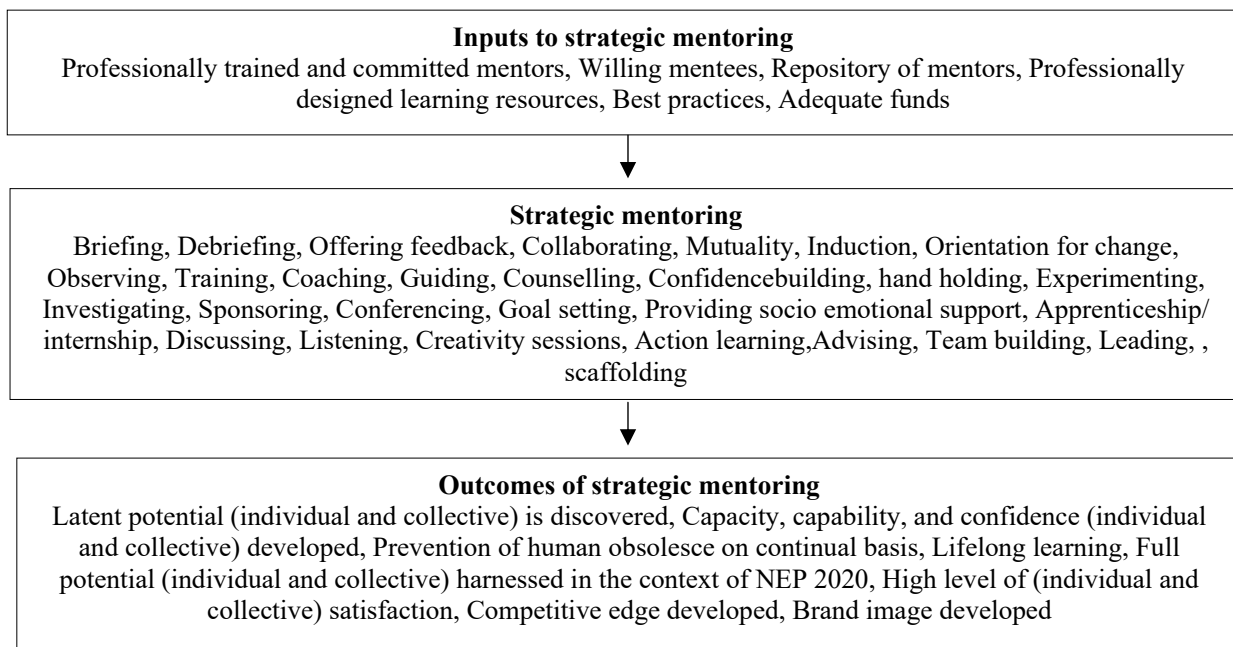 Inputs to strategic mentoring
Professionally trained and committed mentors, Willing mentees, Repository of mentors, Professionally
designed learning resources, Best practices, Adequate funds
Strategic mentoring
Briefing, Debriefing, Offering feedback, Collaborating, Mutuality, Induction, Orientation for change,
Observing, Training, Coaching, Guiding, Counselling, Confidencebuilding, hand holding, Experimenting,
Investigating, Sponsoring, Conferencing, Goal setting, Providing socio emotional support, Apprenticeship/
internship, Discussing, Listening, Creativity sessions, Action learning,Advising, Team building, Leading, ,
scaffolding
Outcomes of strategic mentoring
Latent potential (individual and collective) is discovered, Capacity, capability, and confidence (individual
and collective) developed, Prevention of human obsolesce on continual basis, Lifelong learning, Full
potential (individual and collective) harnessed in the context of NEP 2020, High level of (individual and
collective) satisfaction, Competitive edge developed, Brand image developed